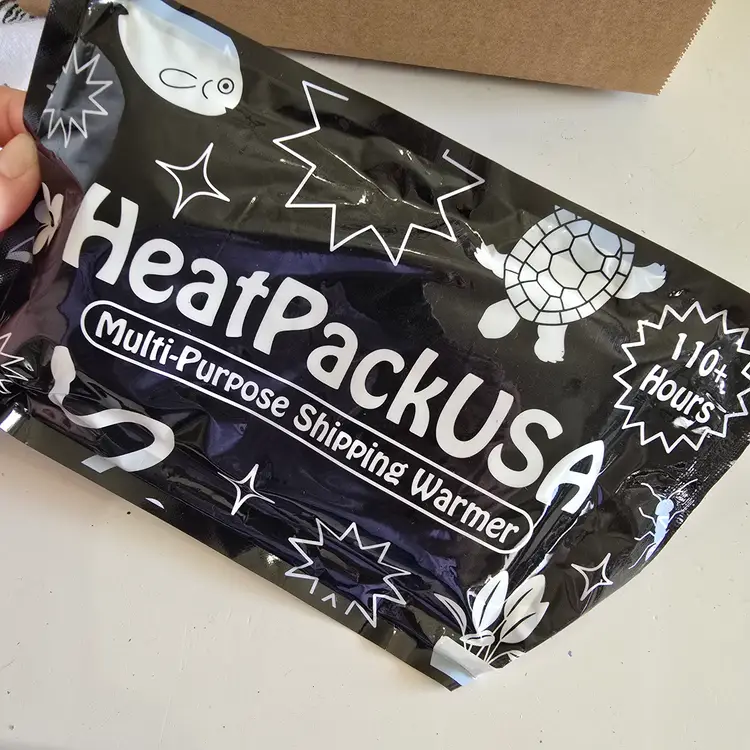 HeatPackUSA
Multi-Purpose Shipping Warmer
110+
Hours